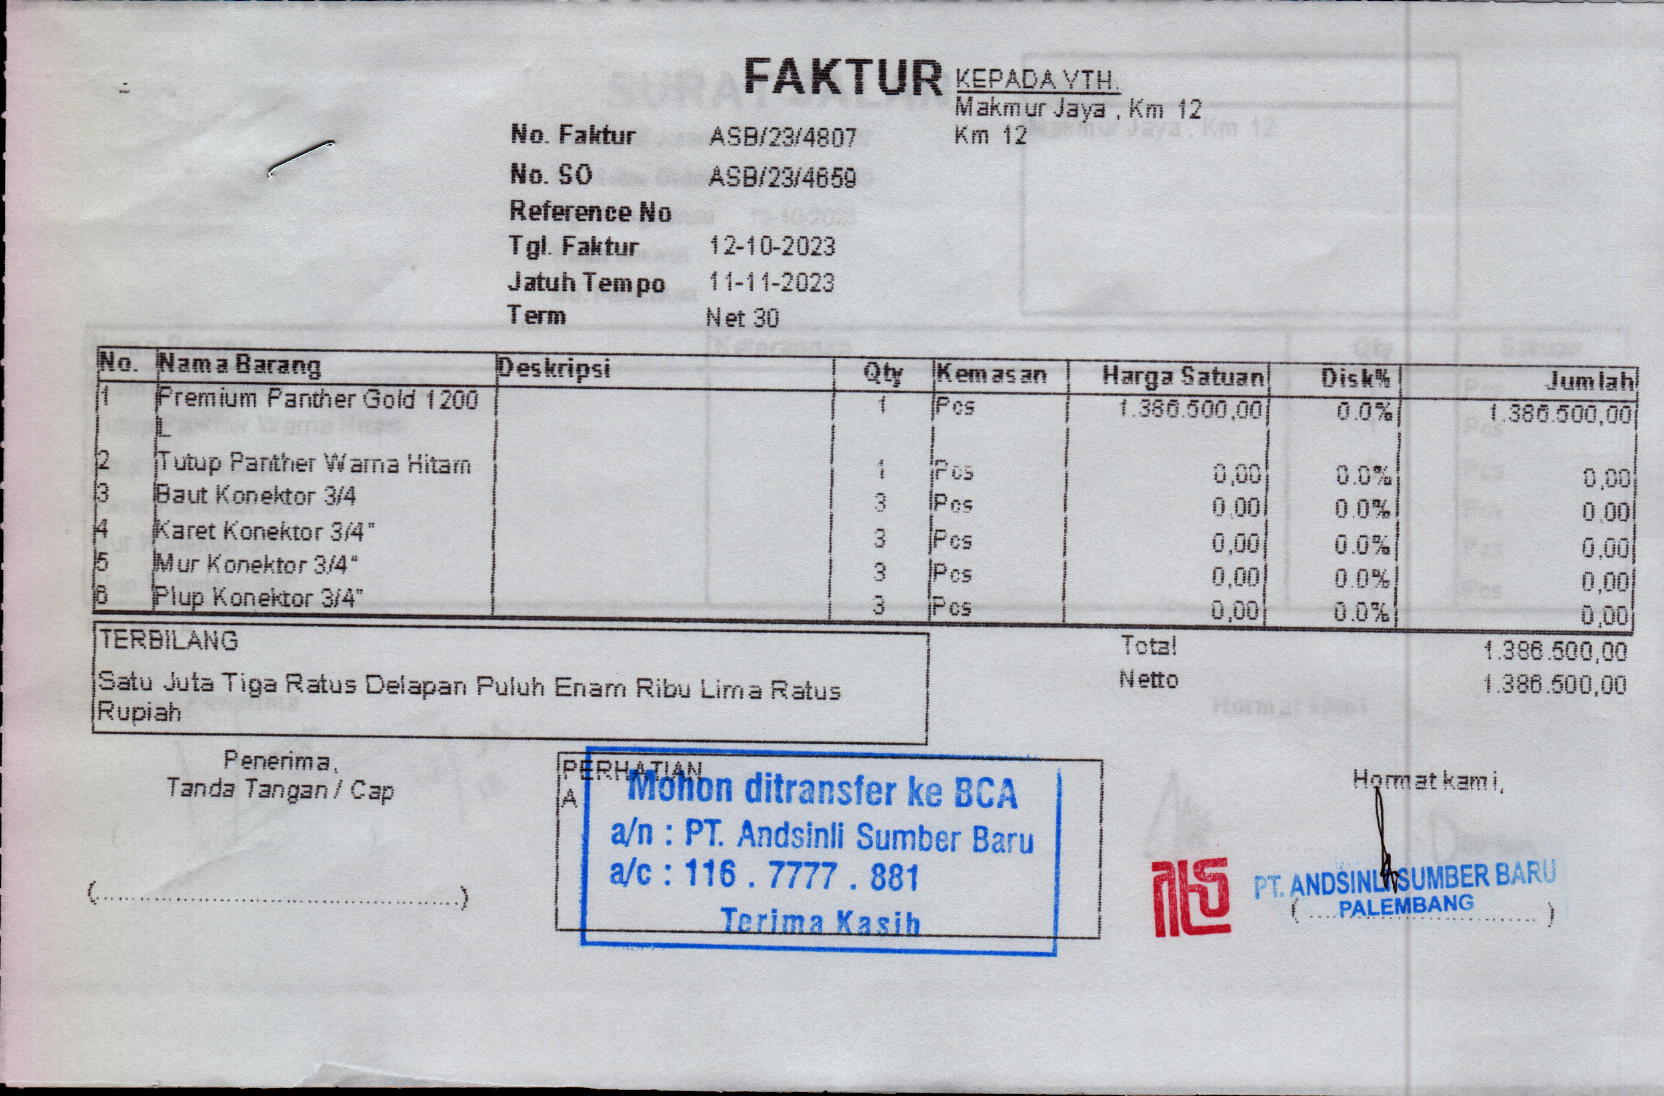 FAKTUR
KEPADA YTH.
Makmur Jaya , Km 12
Km 12
No. Faktur ASB/23/4807
No. SO ASB/23/4659
Reference No
Tgl. Faktur 12-10-2023
Jatuh Tempo 11-11-2023
Term Net 30
No. Nama Barang Deskripsi Qty Kemasan Harga Satuan Disk% Jumlah
1 Premium Panther Gold 1200 1 Pcs 1.386.500,00 0.0% 1.386.500,00
L
2 Tutup Panther Warna Hitam 1 Pcs 0,00 0.0% 0,00
3 Baut Konektor 3/4 3 Pcs 0,00 0.0% 0,00
4 Karet Konektor 3/4" 3 Pcs 0,00 0.0% 0,00
5 Mur Konektor 3/4" 3 Pcs 0,00 0.0% 0,00
6 Plup Konektor 3/4" 3 Pcs 0,00 0.0% 0,00
TERBILANG
Satu Juta Tiga Ratus Delapan Puluh Enam Ribu Lima Ratus
Rupiah
Total 1.386.500,00
Netto 1.386.500,00
Penerima,
Tanda Tangan / Cap
(..........................................................)
PERHATIAN
A
Mohon ditransfer ke BCA
a/n : PT. Andsinli Sumber Baru
a/c : 116 . 7777 . 881
Terima Kasih
Hormat kami,
PT. ANDSINLI SUMBER BARU
PALEMBANG